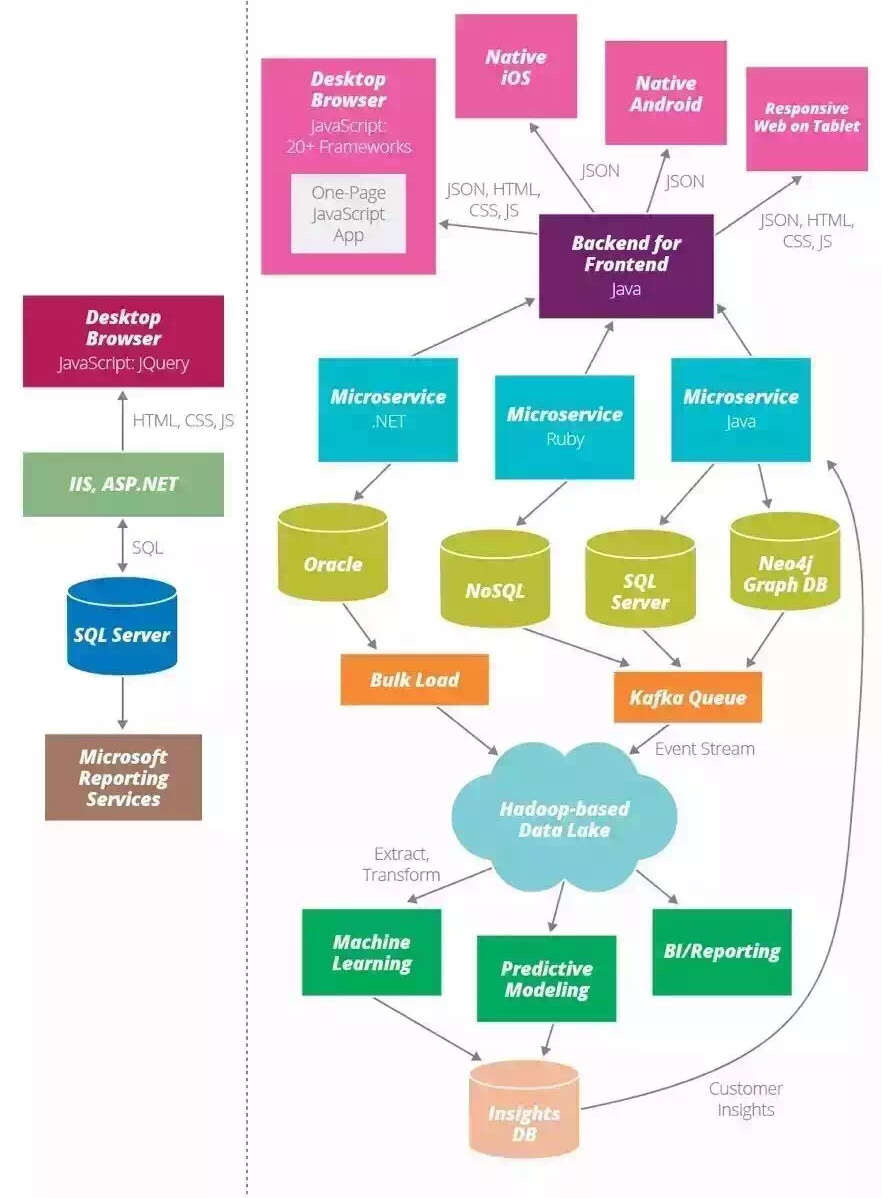 Desktop
Browser
JavaScript: JQuery
HTML, CSS, JS
IIS, ASP.NET
SQL
SQL Server
Microsoft
Reporting
Services
Desktop
Browser
JavaScript:
20+ Frameworks
One-Page
JavaScript
App
Native
iOS
Native
Android
Responsive
Web on Tablet
JSON, HTML,
CSS, JS
JSON
JSON
JSON, HTML,
CSS, JS
Backend for
Frontend
Java
Microservice
.NET
Microservice
Ruby
Microservice
Java
Oracle
NoSQL
SQL
Server
Neo4j
Graph DB
Bulk Load
Kafka Queue
Event Stream
Hadoop-based
Data Lake
Extract,
Transform
Machine
Learning
Predictive
Modeling
BI/Reporting
Insights
DB
Customer
Insights